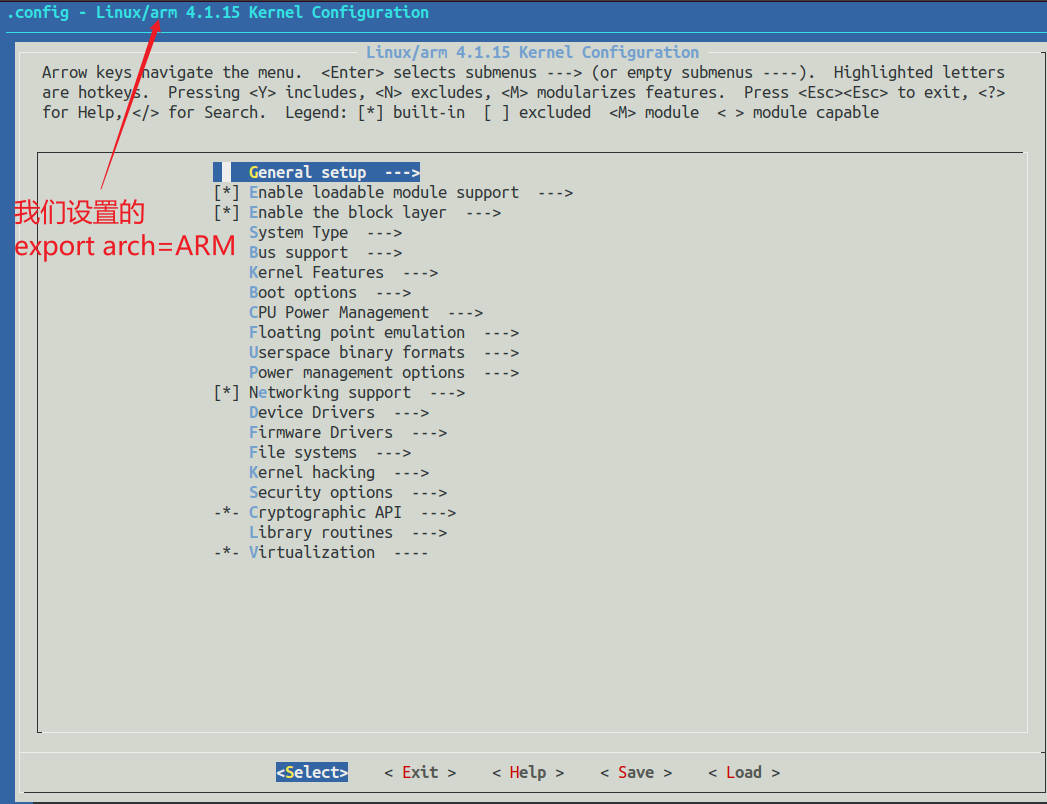 .config - Linux/arm 4.1.15 Kernel Configuration
Linux/arm 4.1.15 Kernel Configuration
Arrow keys navigate the menu.  <Enter> selects submenus ---> (or empty submenus ----).  Highlighted letters
are hotkeys.  Pressing <Y> includes, <N> excludes, <M> modularizes features.  Press <Esc><Esc> to exit, <?>
for Help, </> for Search.  Legend: [*] built-in  [ ] excluded  <M> module  < > module capable
General setup  --->
[*] Enable loadable module support  --->
[*] Enable the block layer  --->
我们设置的
export arch=ARM
System Type  --->
Bus support  --->
Kernel Features  --->
Boot options  --->
CPU Power Management  --->
Floating point emulation  --->
Userspace binary formats  --->
Power management options  --->
[*] Networking support  --->
Device Drivers  --->
Firmware Drivers  --->
File systems  --->
Kernel hacking  --->
Security options  --->
-*- Cryptographic API  --->
Library routines  --->
-*- Virtualization  ----
<Select>    < Exit >    < Help >    < Save >    < Load >